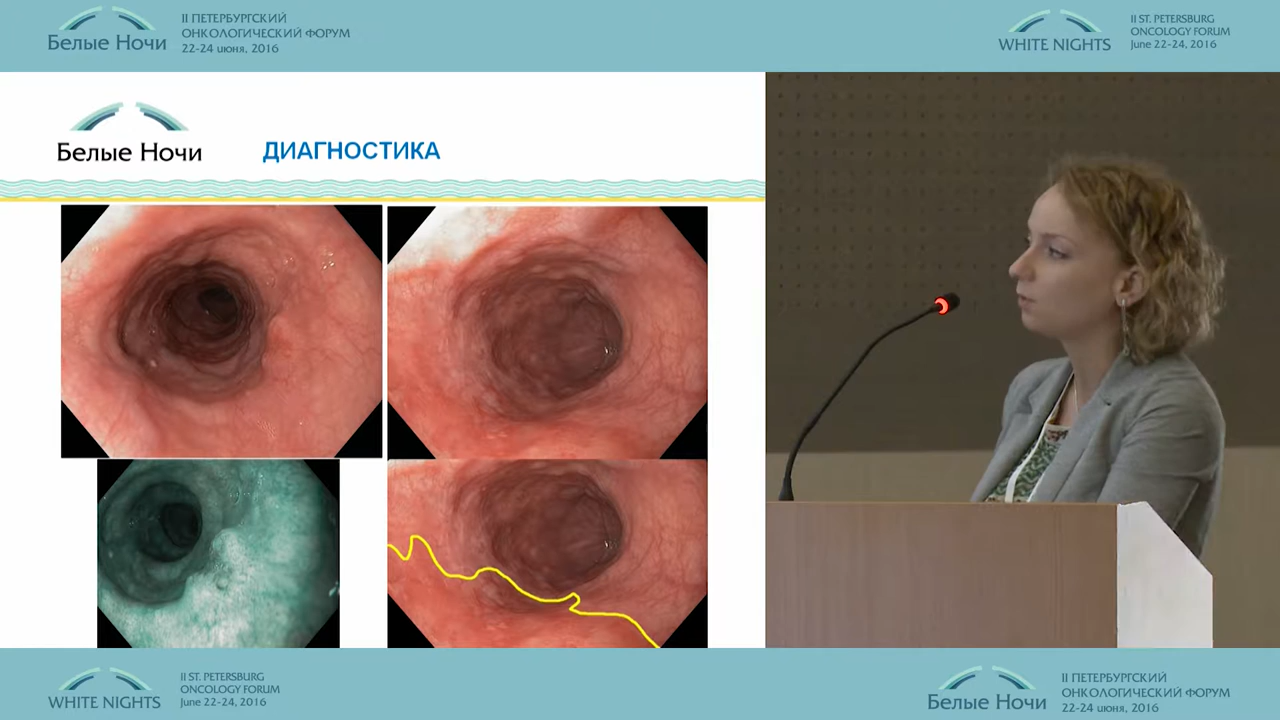 Белые Ночи
II ПЕТЕРБУРГСКИЙ
ОНКОЛОГИЧЕСКИЙ ФОРУМ
22-24 июня, 2016
WHITE NIGHTS
II ST. PETERSBURG
ONCOLOGY FORUM
June 22-24, 2016
Белые Ночи
ДИАГНОСТИКА
WHITE NIGHTS
II ST. PETERSBURG
ONCOLOGY FORUM
June 22-24, 2016
Белые Ночи
II ПЕТЕРБУРГСКИЙ
ОНКОЛОГИЧЕСКИЙ ФОРУМ
22-24 июня, 2016